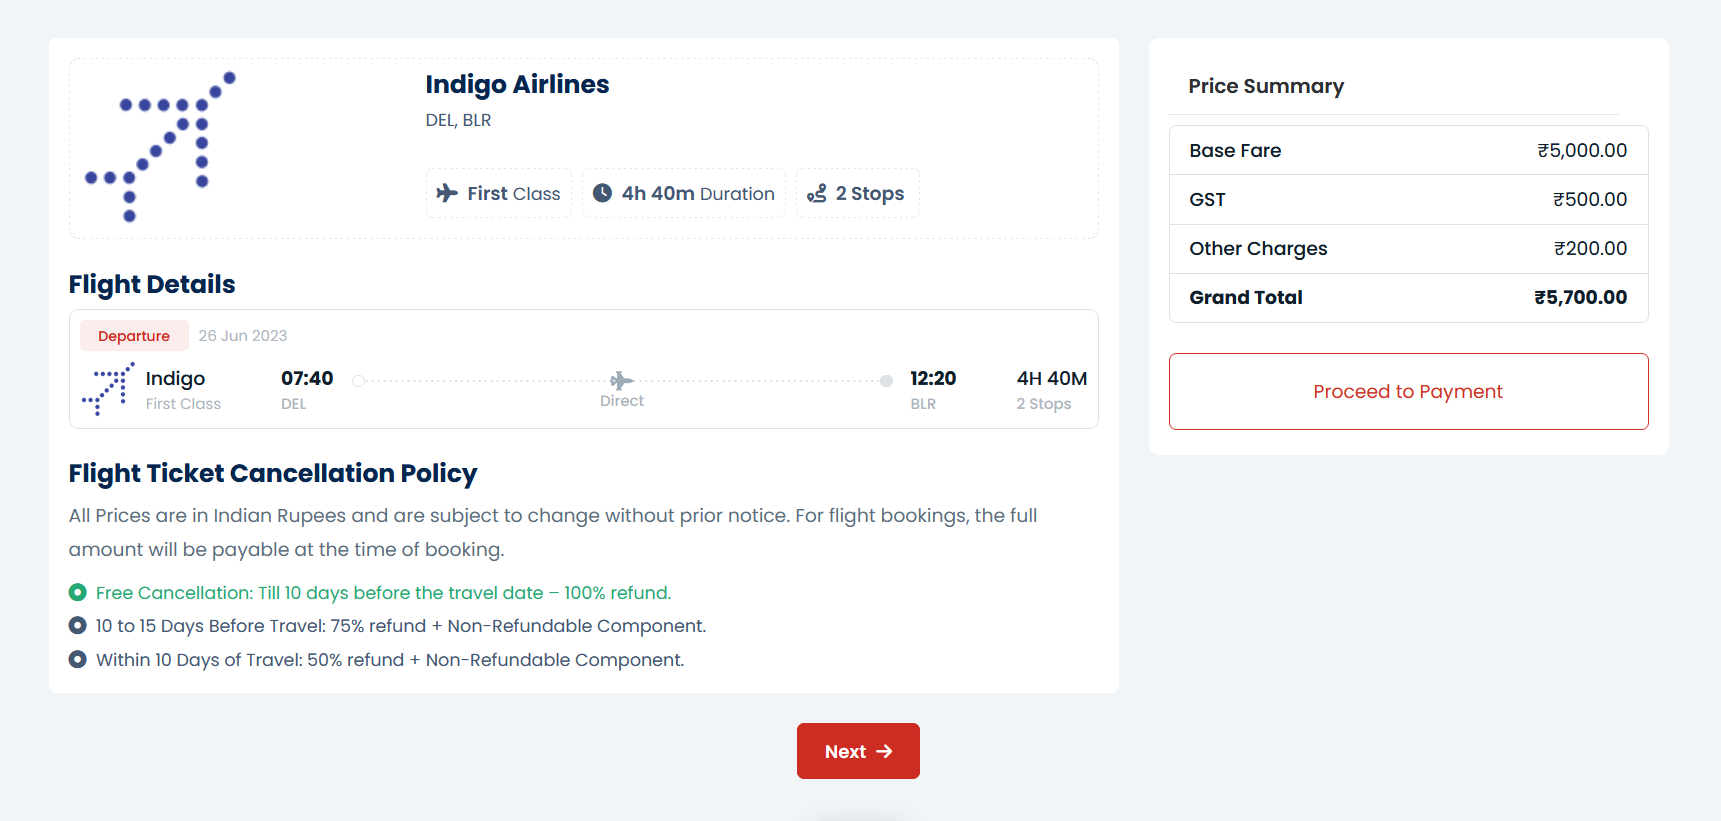 Indigo Airlines
DEL, BLR
First Class
4h 40m Duration
2 Stops
Flight Details
Departure
26 Jun 2023
Indigo
First Class
07:40
DEL
Direct
12:20
BLR
4H 40M
2 Stops
Flight Ticket Cancellation Policy
All Prices are in Indian Rupees and are subject to change without prior notice. For flight bookings, the full
amount will be payable at the time of booking.
Free Cancellation: Till 10 days before the travel date – 100% refund.
10 to 15 Days Before Travel: 75% refund + Non-Refundable Component.
Within 10 Days of Travel: 50% refund + Non-Refundable Component.
Next
Price Summary
Base Fare ₹5,000.00
GST ₹500.00
Other Charges ₹200.00
Grand Total ₹5,700.00
Proceed to Payment